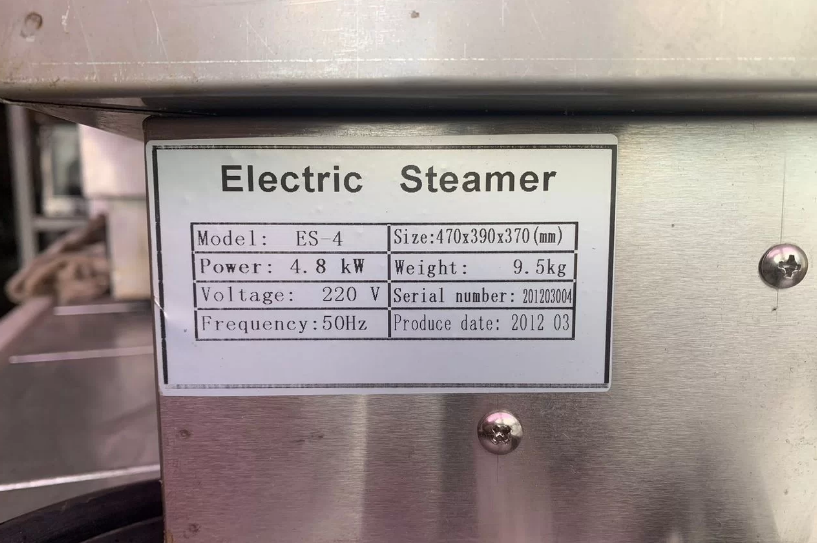 Electric Steamer
Model: ES-4 Size:470x390x370(mm)
Power: 4.8 kW Weight: 9.5kg
Voltage: 220 V Serial number: 201203004
Frequency:50Hz Produce date: 2012 03